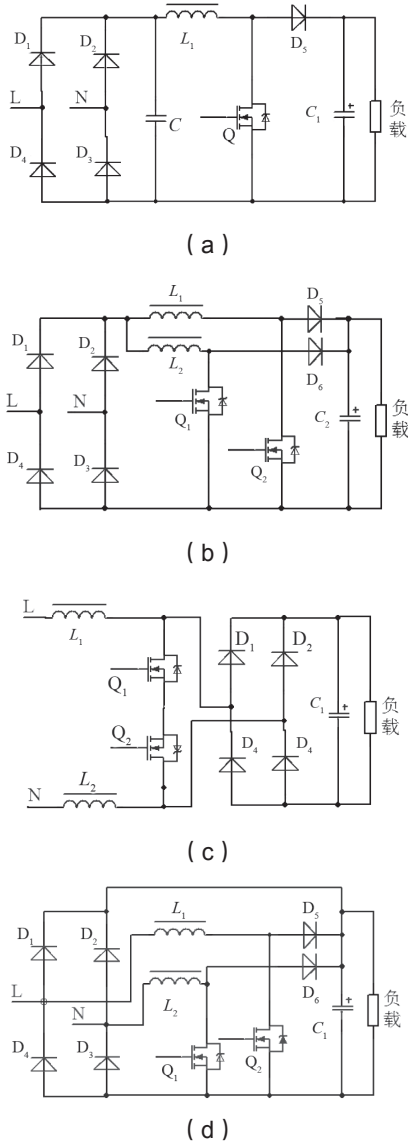 D₁ D₂ L₁ D₅
L N C Q C₁ 负载
D₄ D₃
(a)
L₁ D₅
D₁ D₂ L₂ D₆
L N Q₁ C₂ 负载
D₄ D₃ Q₂
(b)
L L₁
D₁ D₂
Q₁
C₁ 负载
Q₂
D₄ D₄
N L₂
(c)
L₁ D₅
D₁ D₂
L L₂ D₆
N C₁ 负载
D₄ D₃ Q₁ Q₂
(d)